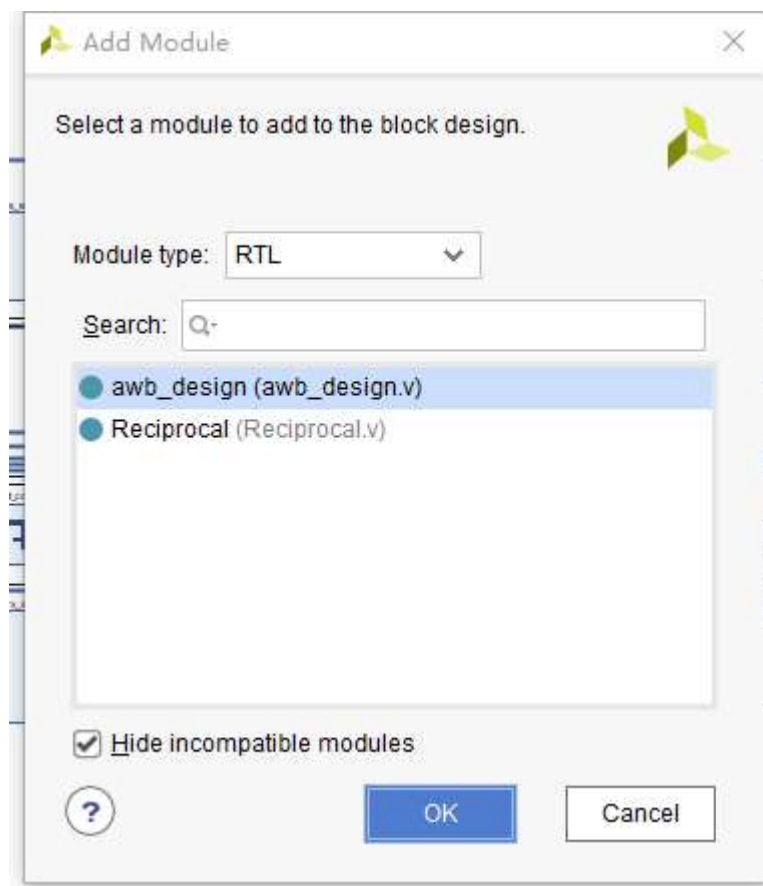 Add Module
Select a module to add to the block design.
Module type: RTL
Search:
awb_design (awb_design.v)
Reciprocal (Reciprocal.v)
Hide incompatible modules
? OK Cancel